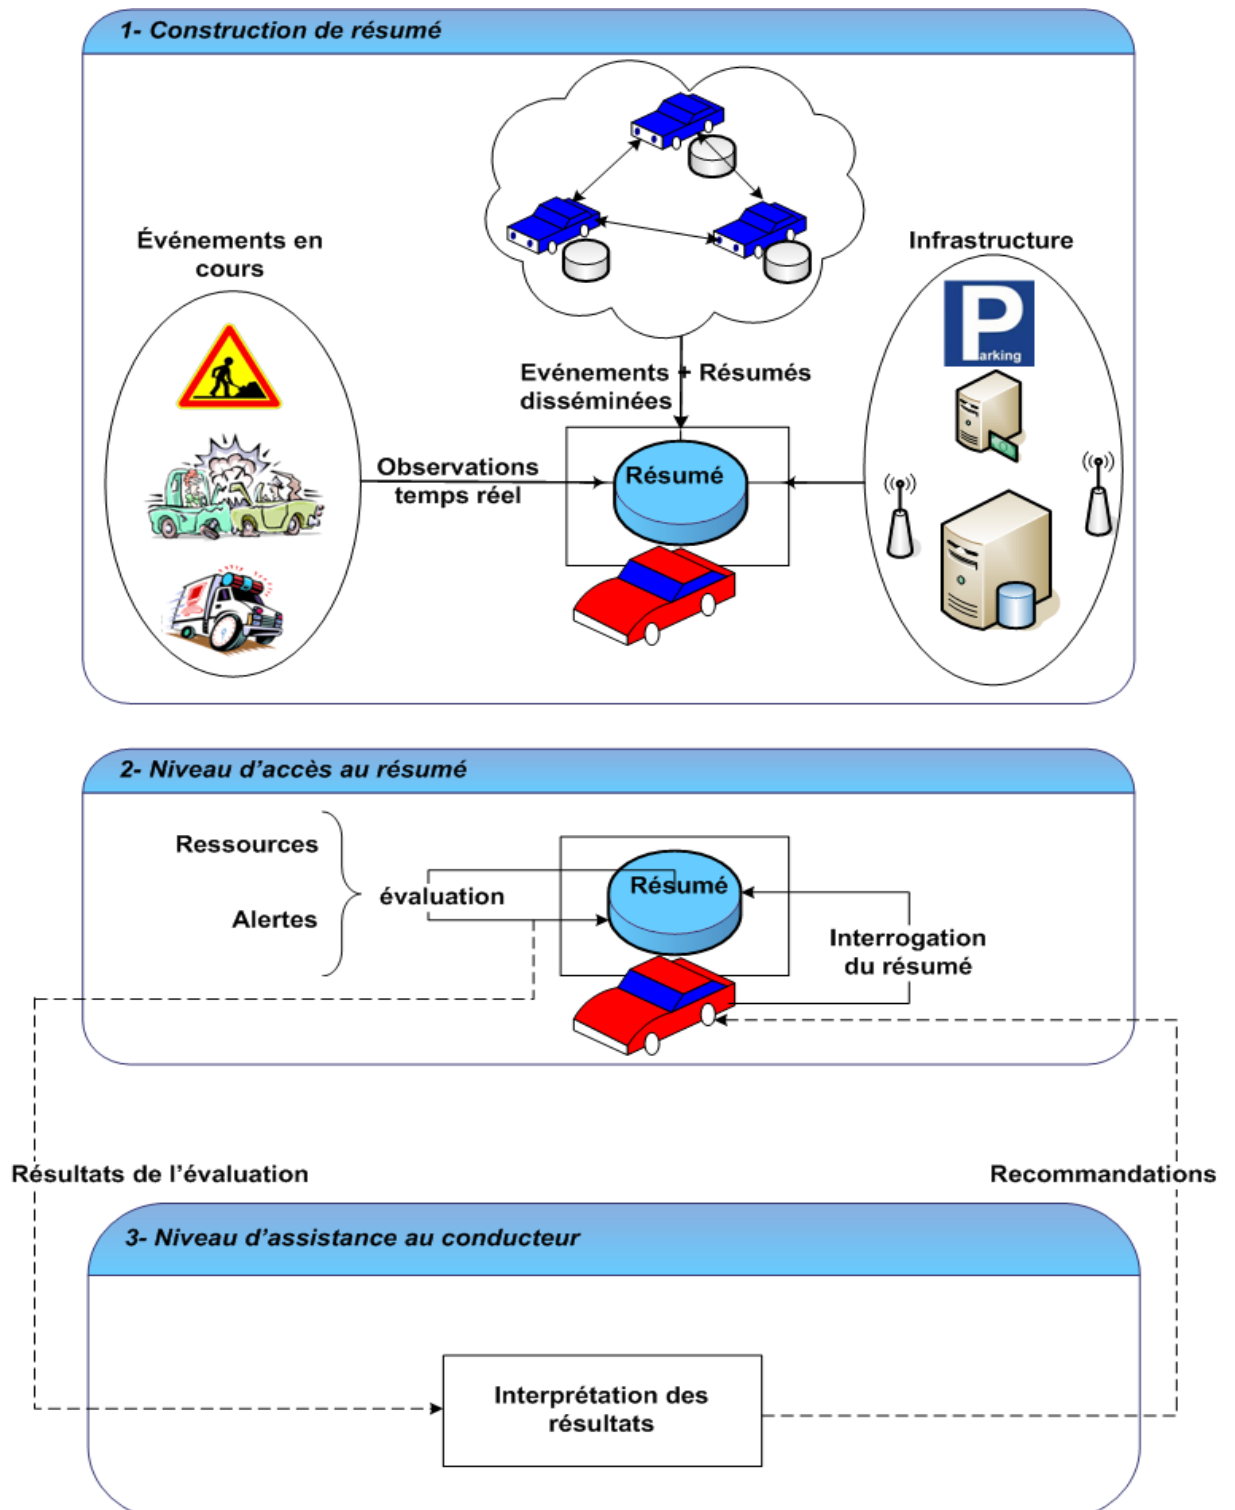 1- Construction de résumé
Événements en
cours
Infrastructure
P
arking
Evénements + Résumés
disséminées
Observations
temps réel
Résumé
2- Niveau d'accès au résumé
Ressources
Alertes
évaluation
Résumé
Interrogation
du résumé
Résultats de l'évaluation
Recommandations
3- Niveau d'assistance au conducteur
Interprétation des
résultats